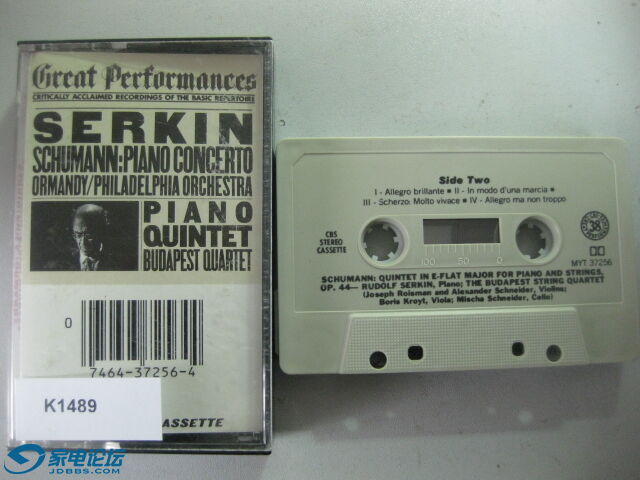 Great Performances
CRITICALLY ACCLAIMED RECORDINGS OF THE BASIC REPERTOIRE
SERKIN
SCHUMANN:PIANO CONCERTO
ORMANDY/PHILADELPHIA ORCHESTRA
PIANO
QUINTET
BUDAPEST QUARTET
0
7464-37256-4
K1489
CASSETTE
家电论坛
JDBBS.COM
Side Two
I - Allegro brillante • II - In modo d'una marcia •
III - Scherzo: Molto vivace • IV - Allegro ma non troppo
CBS
STEREO
CASSETTE
100 50 0
38
MYT 37256
SCHUMANN: QUINTET IN E-FLAT MAJOR FOR PIANO AND STRINGS,
OP. 44— RUDOLF SERKIN, Piano; THE BUDAPEST STRING QUARTET
(Joseph Roisman and Alexander Schneider, Violins;
Boris Kroyt, Viola; Mischa Schneider, Cello)